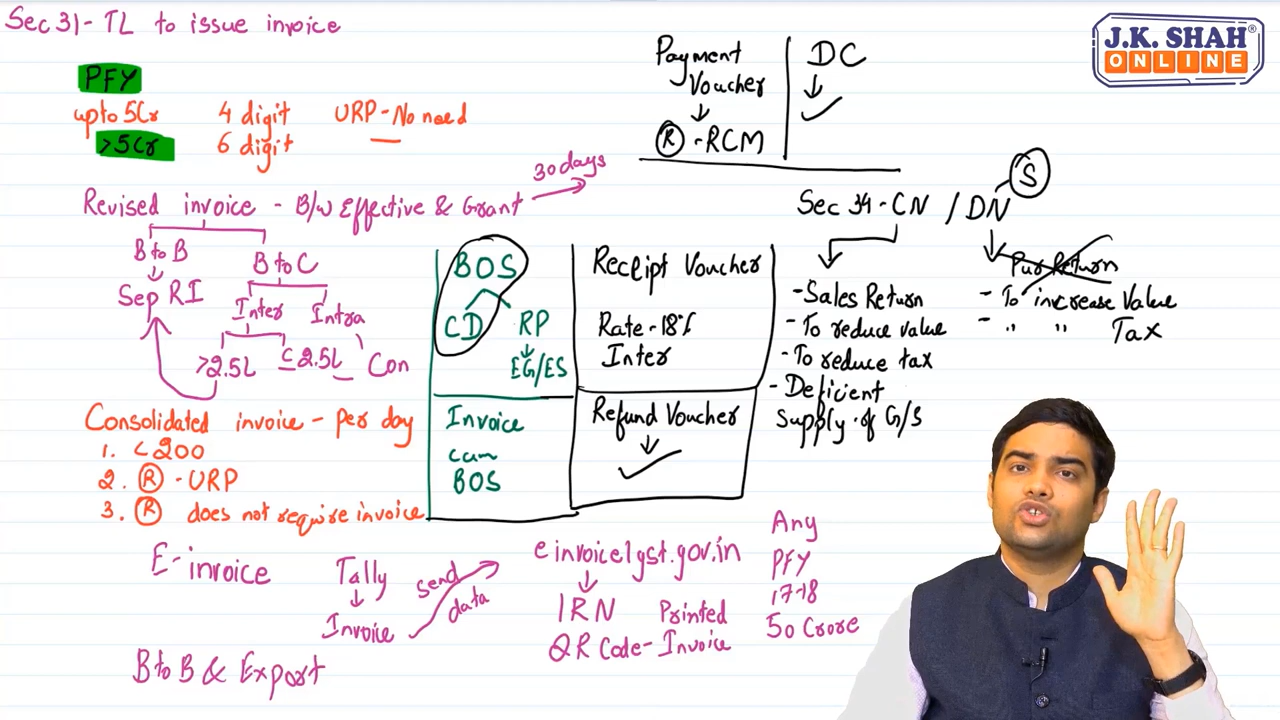 Sec 31 - TL to issue invoice
J.K. SHAH®
ONLINE
PFY
upto 5Cr 4 digit URP - No need
>5Cr 6 digit
Payment Voucher
↓
(R) - RCM
DC
↓
✓
Revised invoice - B/w Effective & Grant → 30 days
B to B
↓
Sep RI
B to C
Inter Intra
>2.5L ≤ 2.5L Con
Consolidated invoice - per day
1. <200
2. (R) - URP
3. (R) does not require invoice
BOS
CD RP
↓
EG/ES
Invoice
cum
BOS
Receipt Voucher
Rate - 18%
Inter
Refund Voucher
↓
✓
Sec 34 - CN / DN
S
- Sales Return
- To reduce value
- To reduce tax
- Deficient
Supply of G/S
Pur Return
- To increase Value
- " " Tax
E-invoice
Tally
↓
Invoice
send
data
einvoice1gst.gov.in
↓
IRN Printed
QR Code - Invoice
Any
PFY
17-18
50 Crore
B to B & Export